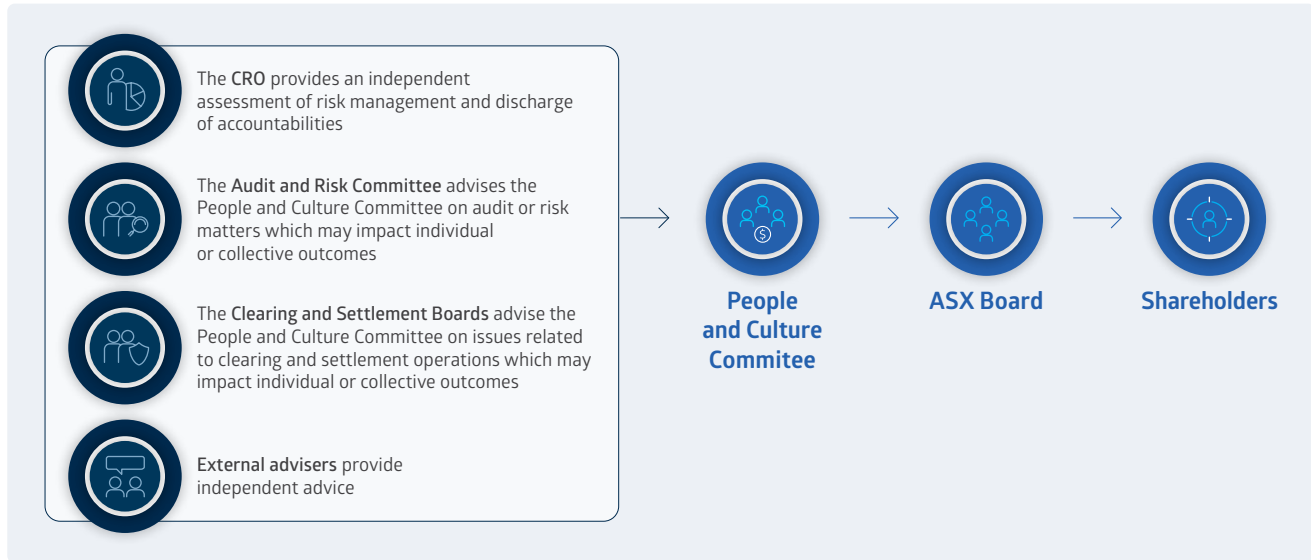 The CRO provides an independent
assessment of risk management and discharge
of accountabilities
The Audit and Risk Committee advises the
People and Culture Committee on audit or risk
matters which may impact individual
or collective outcomes
The Clearing and Settlement Boards advise the
People and Culture Committee on issues related
to clearing and settlement operations which may
impact individual or collective outcomes
External advisers provide
independent advice
$
People
and Culture
Commitee
ASX Board
Shareholders